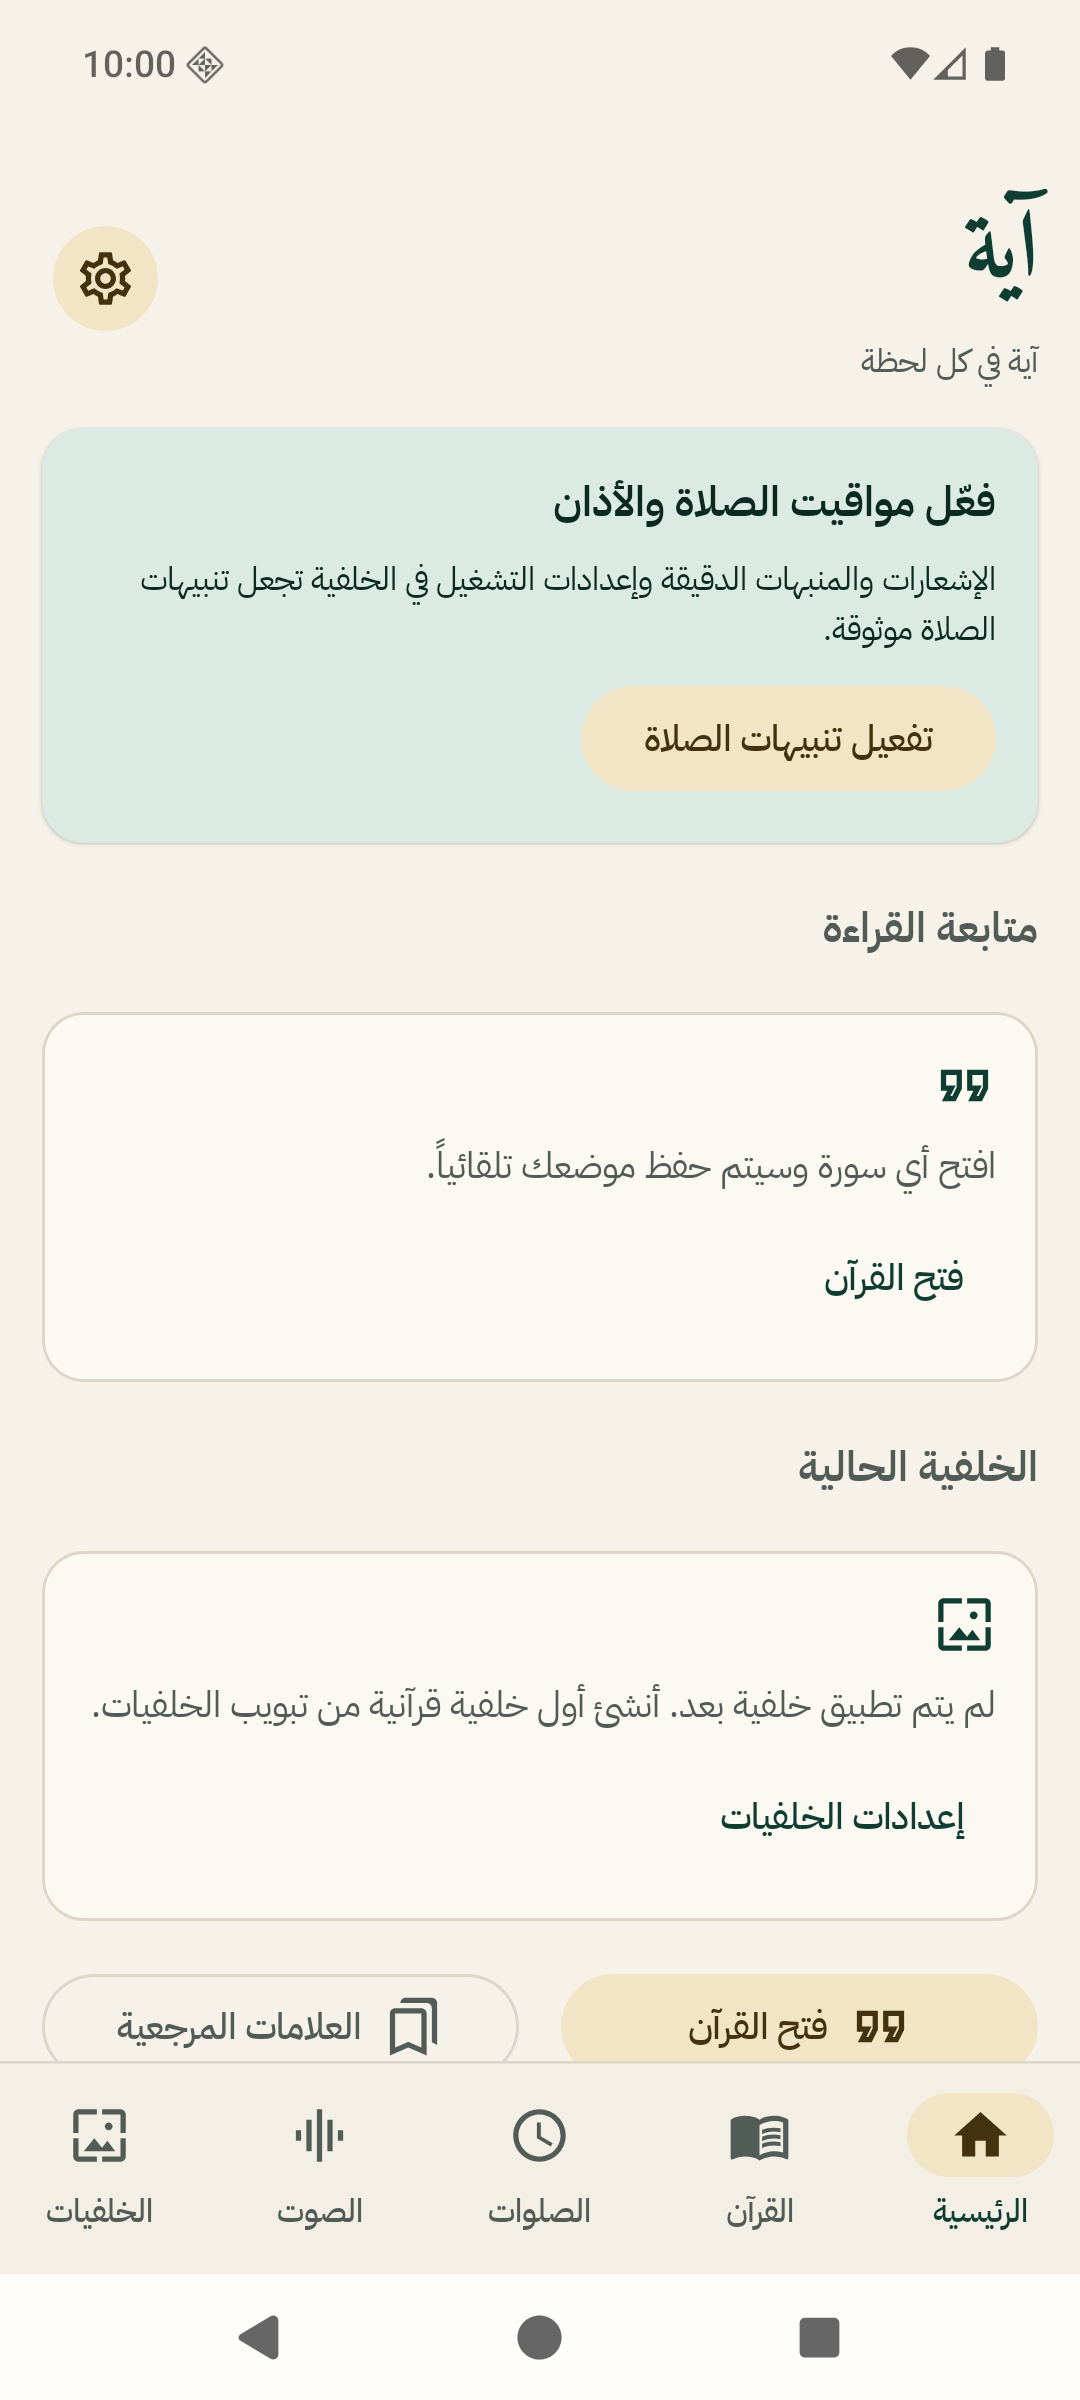 10:00
آية
آية في كل لحظة
فعّل مواقيت الصلاة والأذان
الإشعارات والمنبهات الدقيقة وإعدادات التشغيل في الخلفية تجعل تنبيهات
الصلاة موثوقة.
تفعيل تنبيهات الصلاة
متابعة القراءة
افتح أي سورة وسيتم حفظ موضعك تلقائياً.
فتح القرآن
الخلفية الحالية
لم يتم تطبيق خلفية بعد. أنشئ أول خلفية قرآنية من تبويب الخلفيات.
إعدادات الخلفيات
فتح القرآن
العلامات المرجعية
الرئيسية
القرآن
الصلوات
الصوت
الخلفيات